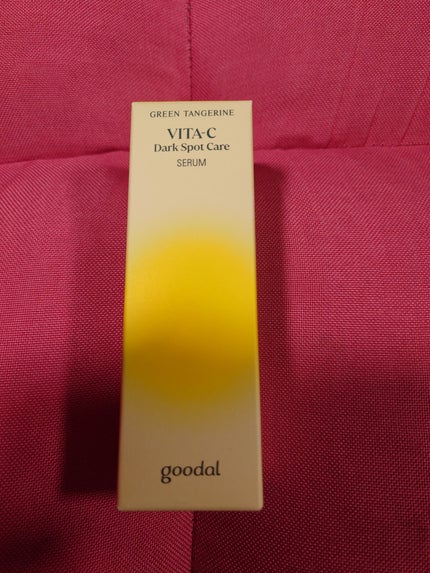 GREEN TANGERINE
VITA-C
Dark Spot Care
SERUM
goodal